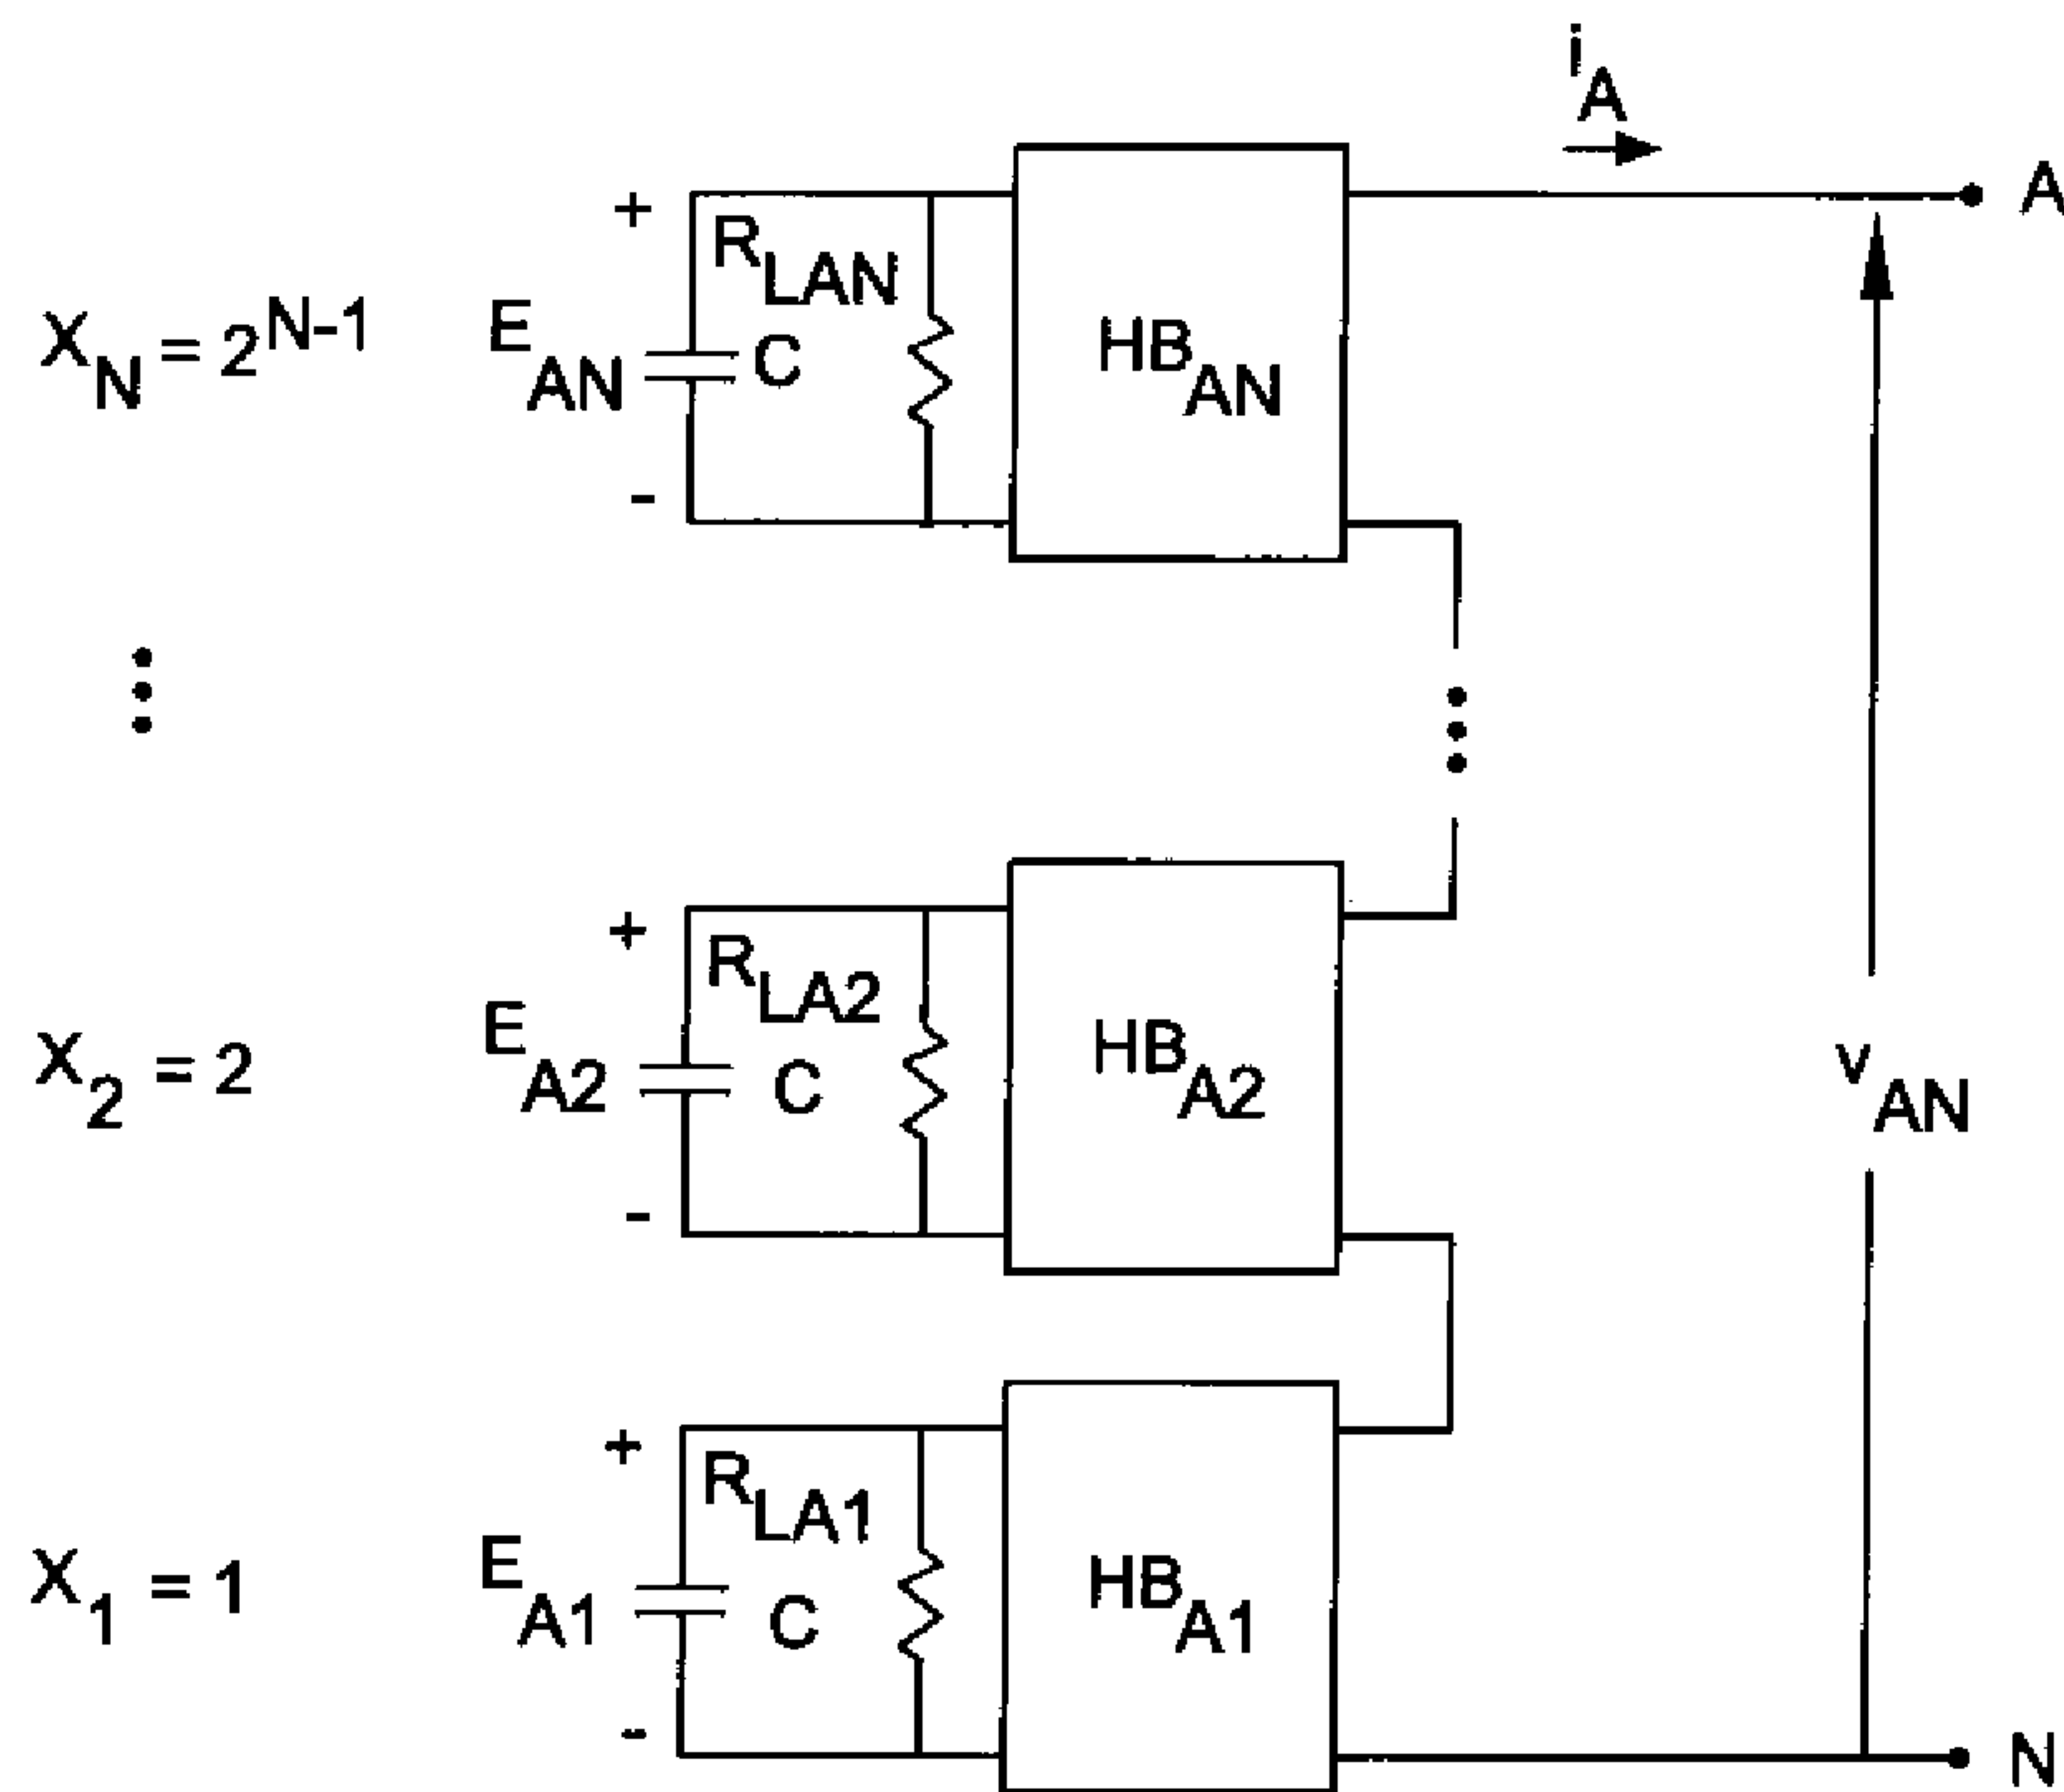 i_A
A
+
R_LAN
X_N = 2^{N-1}
E_AN
C
HB_AN
-
+
R_LA2
X_2 = 2
E_A2
C
HB_A2
v_AN
-
+
R_LA1
X_1 = 1
E_A1
C
HB_A1
-
N